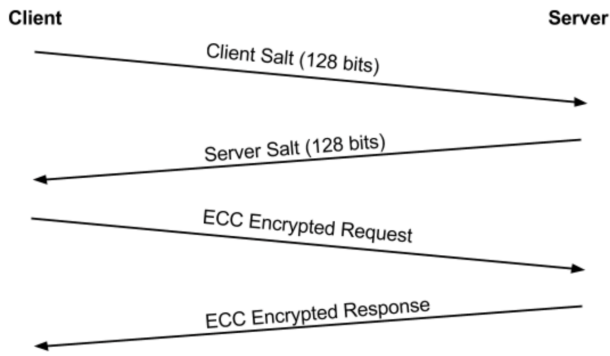 Client
Server
Client Salt (128 bits)
Server Salt (128 bits)
ECC Encrypted Request
ECC Encrypted Response